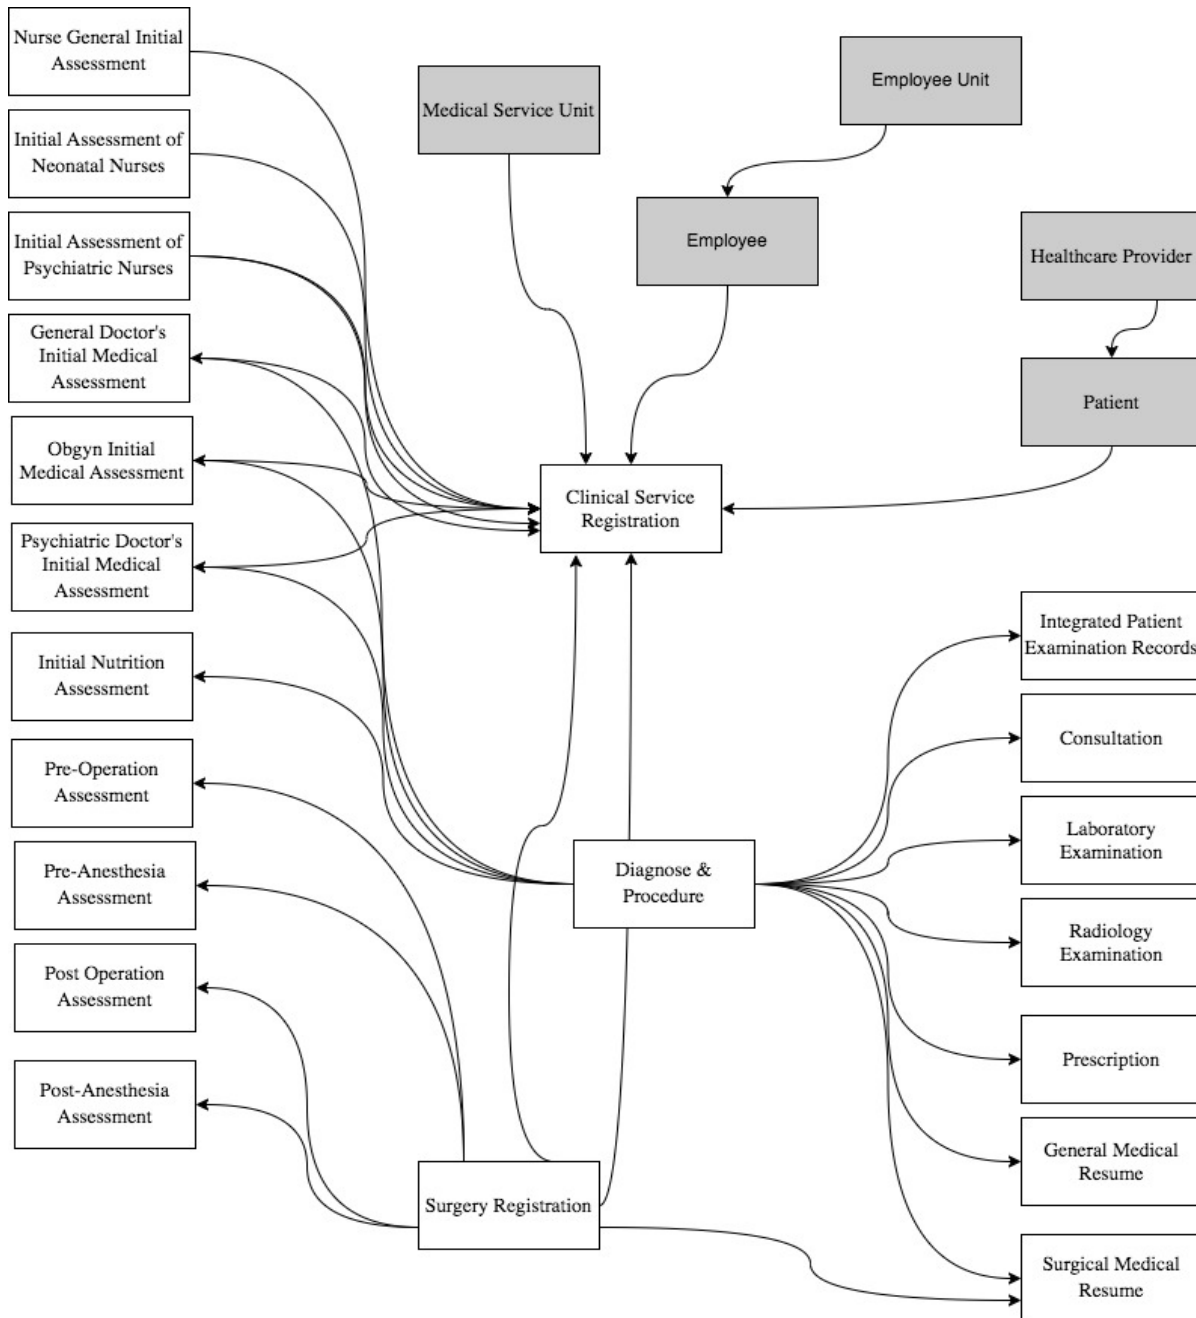 Nurse General Initial
Assessment
Initial Assessment of
Neonatal Nurses
Initial Assessment of
Psychiatric Nurses
General Doctor's
Initial Medical
Assessment
Obgyn Initial
Medical Assessment
Psychiatric Doctor's
Initial Medical
Assessment
Initial Nutrition
Assessment
Pre-Operation
Assessment
Pre-Anesthesia
Assessment
Post Operation
Assessment
Post-Anesthesia
Assessment
Medical Service Unit
Employee Unit
Employee
Healthcare Provider
Patient
Clinical Service
Registration
Diagnose &
Procedure
Surgery Registration
Integrated Patient
Examination Records
Consultation
Laboratory
Examination
Radiology
Examination
Prescription
General Medical
Resume
Surgical Medical
Resume